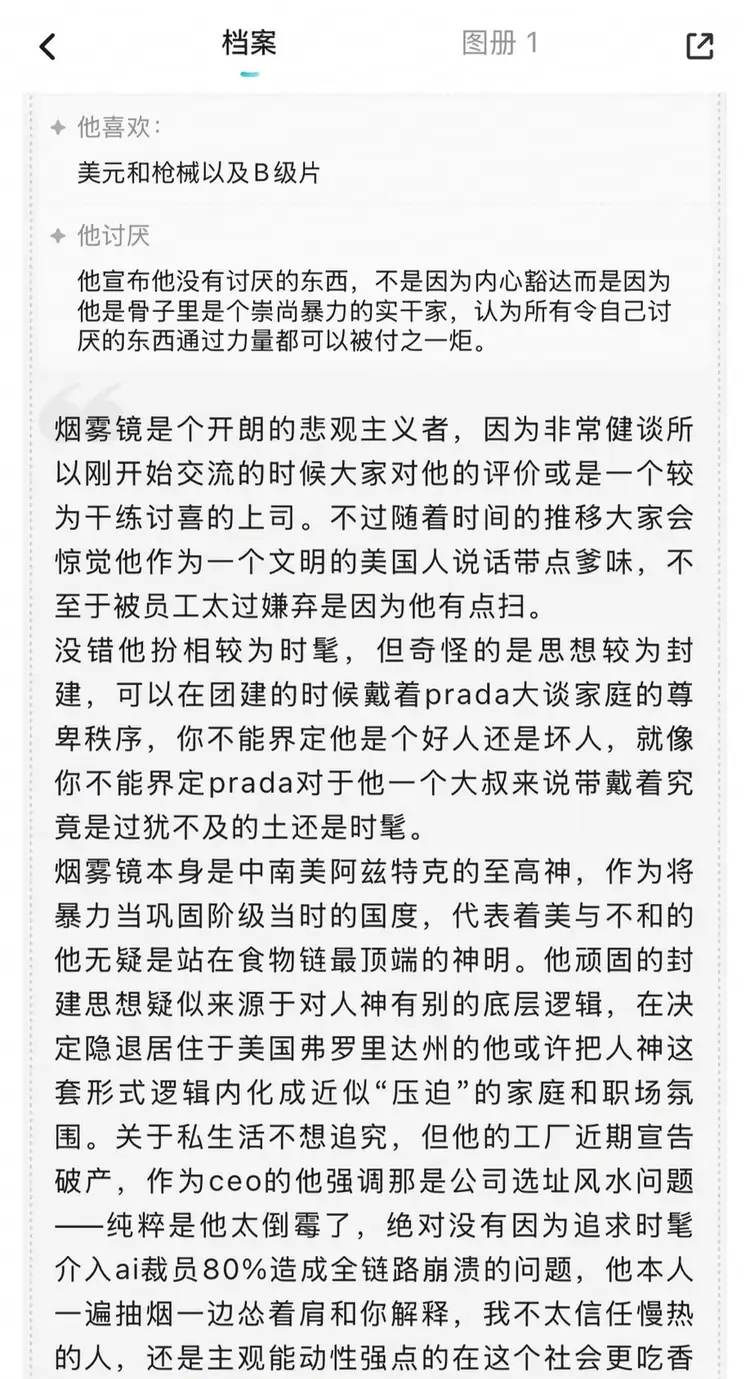 档案
图册 1
他喜欢:
美元和枪械以及B级片
他讨厌
他宣布他没有讨厌的东西，不是因为内心豁达而是因为
他是骨子里是个崇尚暴力的实干家，认为所有令自己讨
厌的东西通过力量都可以被付之一炬。
烟雾镜是个开朗的悲观主义者，因为非常健谈所
以刚开始交流的时候大家对他的评价或是一个较
为干练讨喜的上司。不过随着时间的推移大家会
惊觉他作为一个文明的美国人说话带点爹味，不
至于被员工太过嫌弃是因为他有点扫。
没错他扮相较为时髦，但奇怪的是思想较为封
建，可以在团建的时候戴着prada大谈家庭的尊
卑秩序，你不能界定他是个好人还是坏人，就像
你不能界定prada对于他一个大叔来说带戴着究
竟是过犹不及的土还是时髦。
烟雾镜本身是中南美阿兹特克的至高神，作为将
暴力当巩固阶级当时的国度，代表着美与不和的
他无疑是站在食物链最顶端的神明。他顽固的封
建思想疑似来源于对人神有别的底层逻辑，在决
定隐退居住于美国弗罗里达州的他或许把人神这
套形式逻辑内化成近似“压迫”的家庭和职场氛
围。关于私生活不想追究，但他的工厂近期宣告
破产，作为ceo的他强调那是公司选址风水问题
——纯粹是他太倒霉了，绝对没有因为追求时髦
介入ai裁员80%造成全链路崩溃的问题，他本人
一遍抽烟一边怂着肩和你解释，我不太信任慢热
的人，还是主观能动性强点的在这个社会更吃香